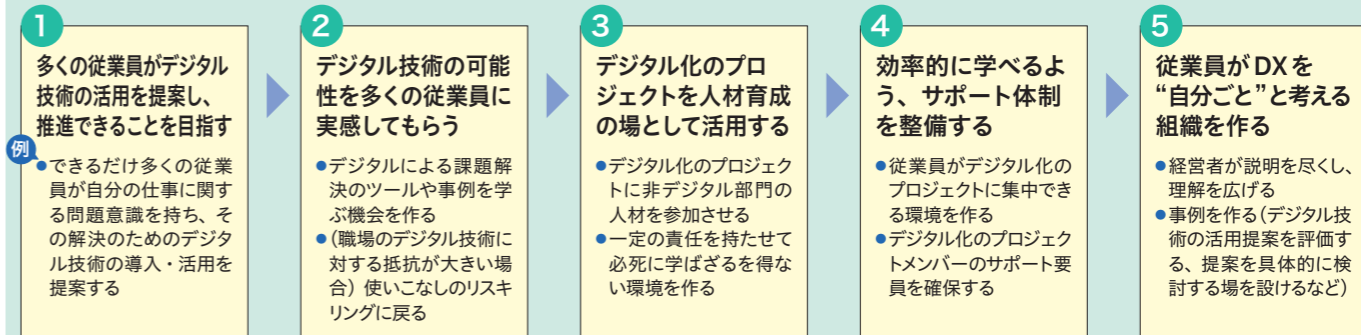 1
多くの従業員がデジタル
技術の活用を提案し、
推進できることを目指す
例
●できるだけ多くの従業
員が自分の仕事に関す
る問題意識を持ち、そ
の解決のためのデジタ
ル技術の導入・活用を
提案する
2
デジタル技術の可能
性を多くの従業員に
実感してもらう
●デジタルによる課題解
決のツールや事例を学
ぶ機会を作る
●(職場のデジタル技術に
対する抵抗が大きい場
合)使いこなしのリスキ
リングに戻る
3
デジタル化のプロ
ジェクトを人材育成
の場として活用する
●デジタル化のプロジェク
トに非デジタル部門の
人材を参加させる
●一定の責任を持たせて
必死に学ばざるを得な
い環境を作る
4
効率的に学べるよ
う、サポート体制
を整備する
●従業員がデジタル化の
プロジェクトに集中でき
る環境を作る
●デジタル化のプロジェク
トメンバーのサポート要
員を確保する
5
従業員がDXを
“自分ごと”と考える
組織を作る
●経営者が説明を尽くし、
理解を広げる
●事例を作る(デジタル技
術の活用提案を評価す
る、提案を具体的に検
討する場を設けるなど)